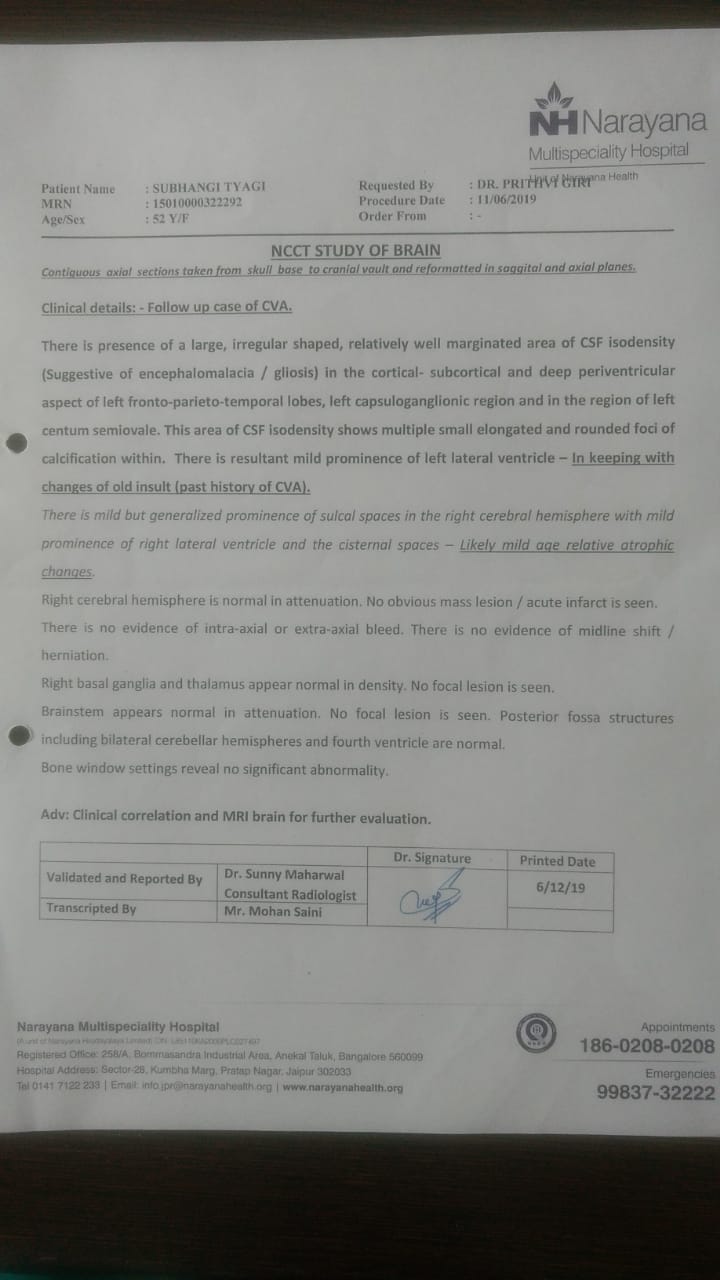 NH Narayana
Multispeciality Hospital
Unit of Narayana Health
Patient Name : SUBHANGI TYAGI
MRN : 15010000322292
Age/Sex : 52 Y/F
Requested By : DR. PRITHVI GIRI
Procedure Date : 11/06/2019
Order From : -
NCCT STUDY OF BRAIN
Contiguous axial sections taken from skull base to cranial vault and reformatted in saggital and axial planes.
Clinical details: - Follow up case of CVA.
There is presence of a large, irregular shaped, relatively well marginated area of CSF isodensity
(Suggestive of encephalomalacia / gliosis) in the cortical- subcortical and deep periventricular
aspect of left fronto-parieto-temporal lobes, left capsuloganglionic region and in the region of left
centum semiovale. This area of CSF isodensity shows multiple small elongated and rounded foci of
calcification within. There is resultant mild prominence of left lateral ventricle – In keeping with
changes of old insult (past history of CVA).
There is mild but generalized prominence of sulcal spaces in the right cerebral hemisphere with mild
prominence of right lateral ventricle and the cisternal spaces – Likely mild age relative atrophic
changes.
Right cerebral hemisphere is normal in attenuation. No obvious mass lesion / acute infarct is seen.
There is no evidence of intra-axial or extra-axial bleed. There is no evidence of midline shift /
herniation.
Right basal ganglia and thalamus appear normal in density. No focal lesion is seen.
Brainstem appears normal in attenuation. No focal lesion is seen. Posterior fossa structures
including bilateral cerebellar hemispheres and fourth ventricle are normal.
Bone window settings reveal no significant abnormality.
Adv: Clinical correlation and MRI brain for further evaluation.
Dr. Signature Printed Date
Validated and Reported By Dr. Sunny Maharwal
Consultant Radiologist
6/12/19
Transcripted By Mr. Mohan Saini
Narayana Multispeciality Hospital
(A unit of Narayana Hrudayalaya Limited) CIN:
Registered Office: 258/A, Bommasandra Industrial Area, Anekal Taluk, Bangalore 560099
Hospital Address: Sector-28, Kumbha Marg, Pratap Nagar, Jaipur 302033
Tel 0141 7122 233 | Email: info.jpr@narayanahealth.org | www.narayanahealth.org
Appointments
186-0208-0208
Emergencies
99837-32222